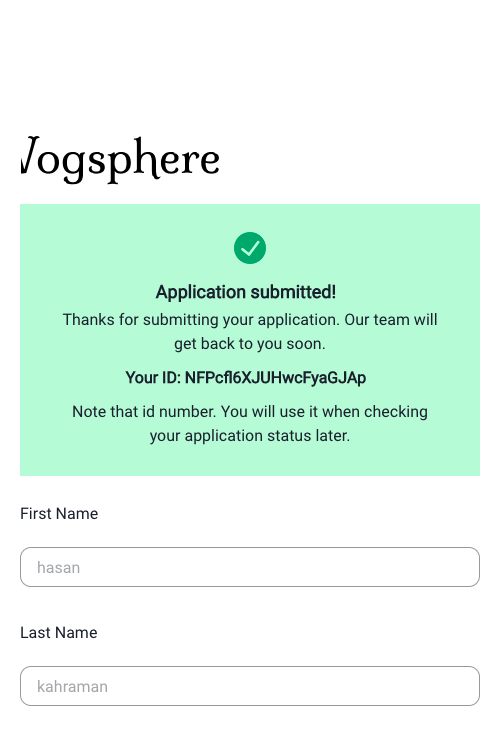 Vogsphere
Application submitted!
Thanks for submitting your application. Our team will
get back to you soon.
Your ID: NFPcfl6XJUHwcFyaGJAp
Note that id number. You will use it when checking
your application status later.
First Name
hasan
Last Name
kahraman